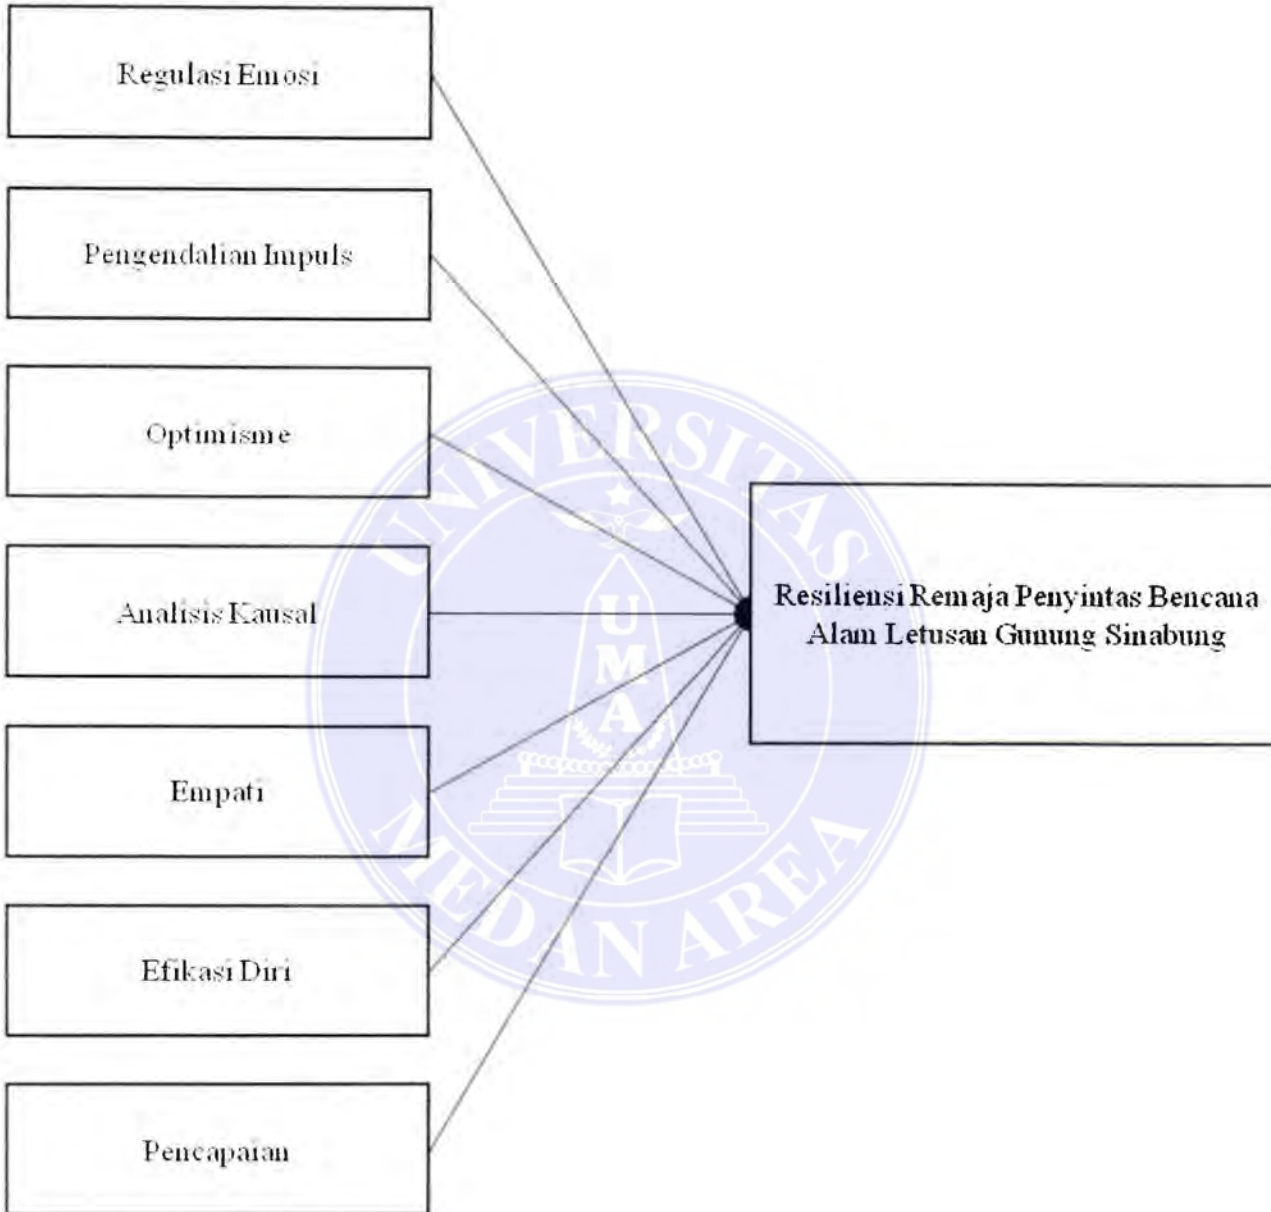 Regulasi Emosi
Pengendalian Impuls
Optimisme
Analisis Kausal
Empati
Efikasi Diri
Pencapaian
Resiliensi Remaja Penyintas Bencana
Alam Letusan Gunung Sinabung
UNIVERSITAS
UMA
MEDAN AREA